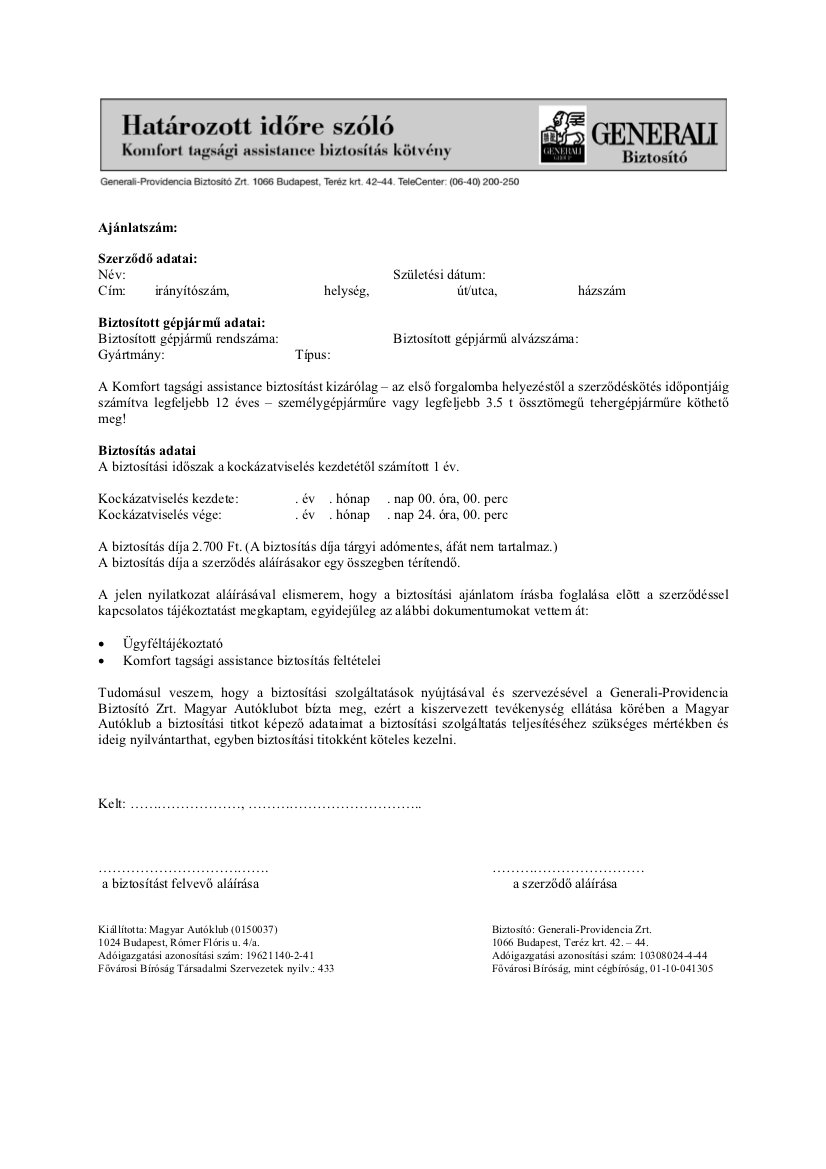 Határozott időre szóló
Komfort tagsági assistance biztosítás kötvény
GENERALI
GROUP
GENERALI
Biztosító
Generali-Providencia Biztosító Zrt. 1066 Budapest, Teréz krt. 42–44. TeleCenter: (06-40) 200-250
Ajánlatszám:
Szerződő adatai:
Név: Születési dátum:
Cím: irányítószám, helység, út/utca, házszám
Biztosított gépjármű adatai:
Biztosított gépjármű rendszáma: Biztosított gépjármű alvázszáma:
Gyártmány: Típus:
A Komfort tagsági assistance biztosítást kizárólag – az első forgalomba helyezéstől a szerződéskötés időpontjáig
számítva legfeljebb 12 éves – személygépjárműre vagy legfeljebb 3.5 t össztömegű tehergépjárműre köthető
meg!
Biztosítás adatai
A biztosítási időszak a kockázatviselés kezdetétől számított 1 év.
Kockázatviselés kezdete: . év . hónap . nap 00. óra, 00. perc
Kockázatviselés vége: . év . hónap . nap 24. óra, 00. perc
A biztosítás díja 2.700 Ft. (A biztosítás díja tárgyi adómentes, áfát nem tartalmaz.)
A biztosítás díja a szerződés aláírásakor egy összegben térítendő.
A jelen nyilatkozat aláírásával elismerem, hogy a biztosítási ajánlatom írásba foglalása elõtt a szerződéssel
kapcsolatos tájékoztatást megkaptam, egyidejűleg az alábbi dokumentumokat vettem át:
• Ügyféltájékoztató
• Komfort tagsági assistance biztosítás feltételei
Tudomásul veszem, hogy a biztosítási szolgáltatások nyújtásával és szervezésével a Generali-Providencia
Biztosító Zrt. Magyar Autóklubot bízta meg, ezért a kiszervezett tevékenység ellátása körében a Magyar
Autóklub a biztosítási titkot képező adataimat a biztosítási szolgáltatás teljesítéséhez szükséges mértékben és
ideig nyilvántarthat, egyben biztosítási titokként köteles kezelni.
Kelt: ……………………, ………………………………..
………………………………. ……………………………
a biztosítást felvevő aláírása a szerződő aláírása
Kiállította: Magyar Autóklub (0150037) Biztosító: Generali-Providencia Zrt.
1024 Budapest, Rómer Flóris u. 4/a. 1066 Budapest, Teréz krt. 42. – 44.
Adóigazgatási azonosítási szám: 19621140-2-41 Adóigazgatási azonosítási szám: 10308024-4-44
Fővárosi Bíróság Társadalmi Szervezetek nyilv.: 433 Fővárosi Bíróság, mint cégbíróság, 01-10-041305